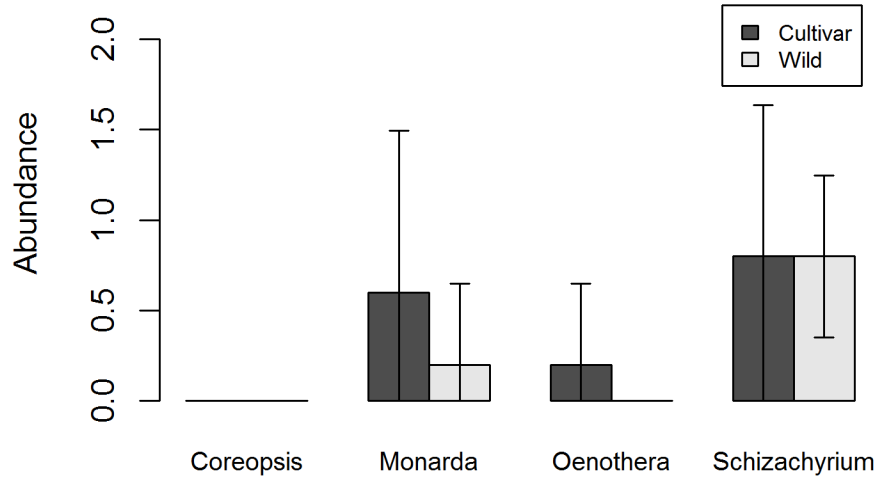 Cultivar
Wild
Abundance
2.0
1.5
1.0
0.5
0.0
Coreopsis Monarda Oenothera Schizachyrium